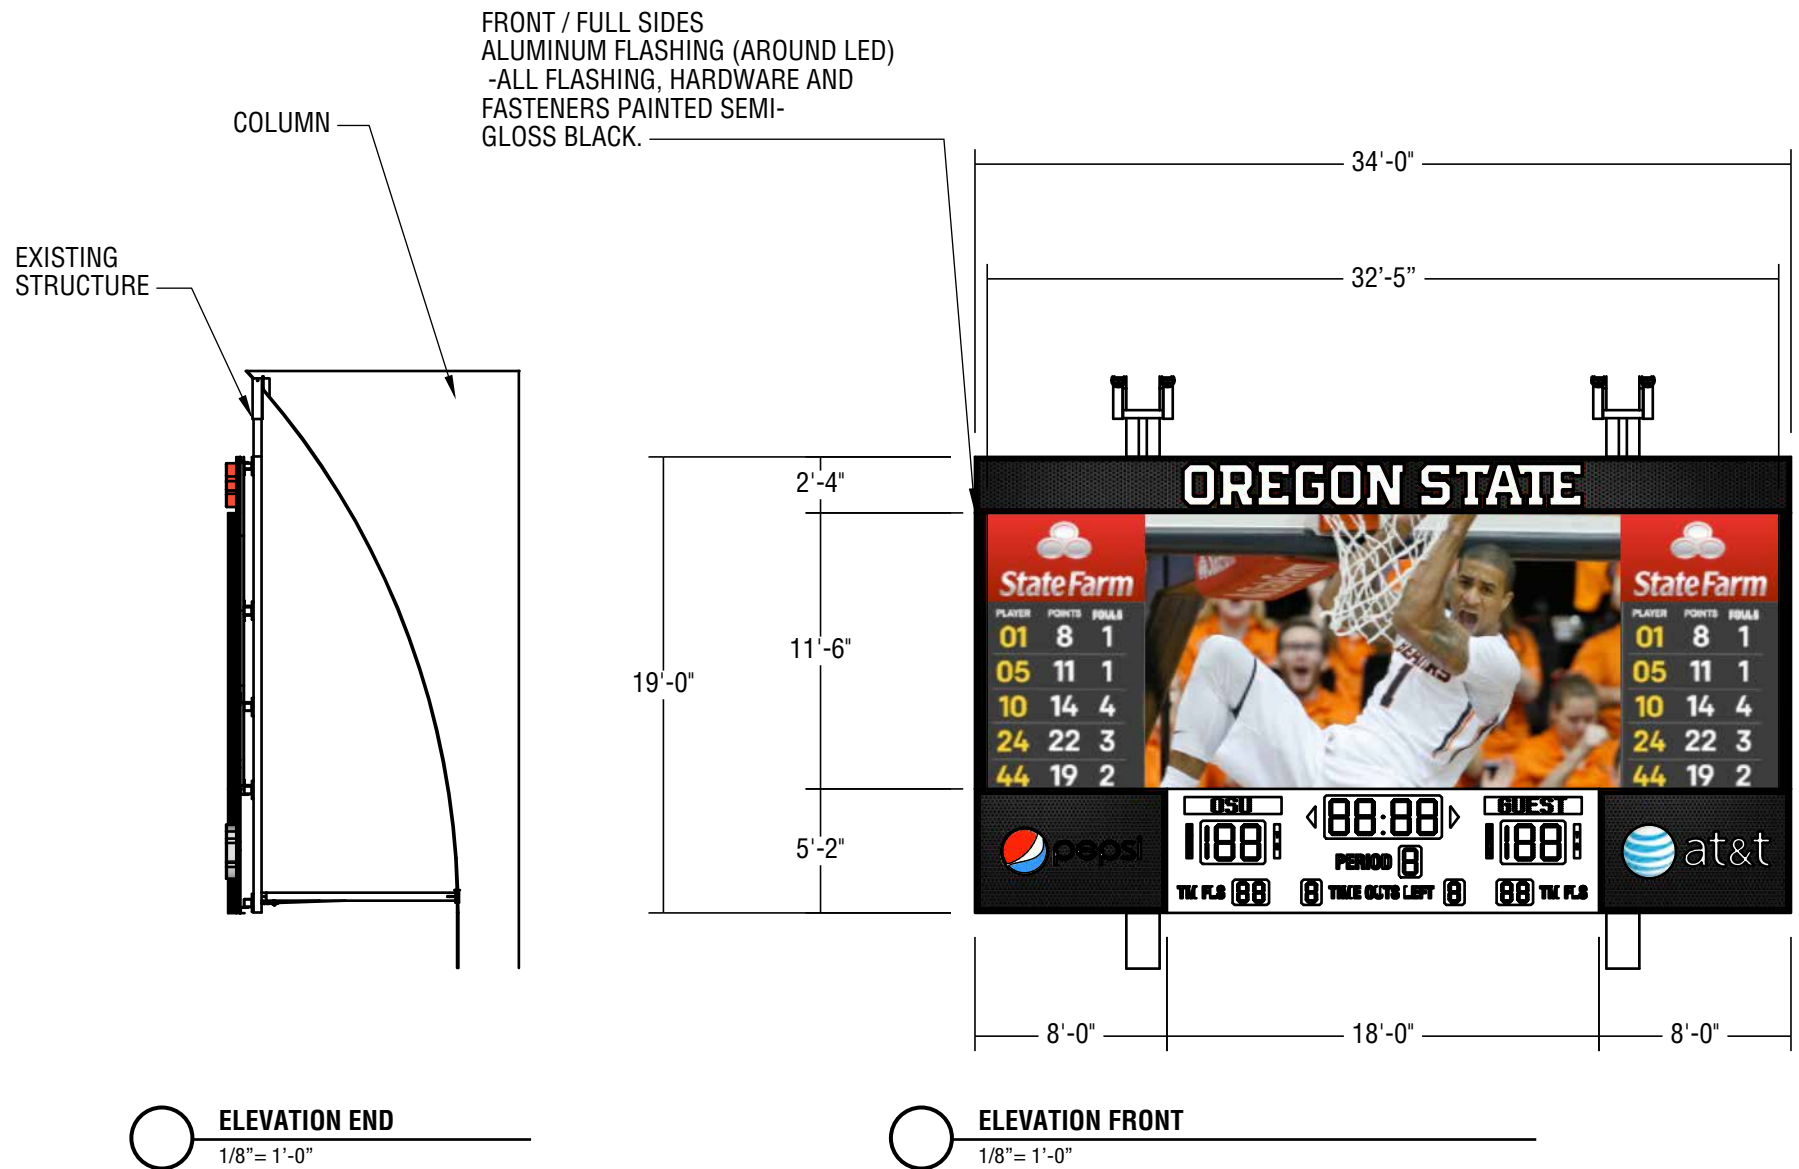 FRONT / FULL SIDES
ALUMINUM FLASHING (AROUND LED)
-ALL FLASHING, HARDWARE AND
FASTENERS PAINTED SEMI-
GLOSS BLACK.
COLUMN
EXISTING
STRUCTURE
34'-0"
32'-5”
2'-4"
11'-6"
19'-0"
5'-2"
OREGON STATE
State Farm
PLAYER POINTS FOULS
01 8 1
05 11 1
10 14 4
24 22 3
44 19 2
State Farm
PLAYER POINTS FOULS
01 8 1
05 11 1
10 14 4
24 22 3
44 19 2
1
pepsi
OSU
188
TM FLS 88
88:88
PERIOD 8
8 TIME OUTS LEFT 8
GUEST
188
88 TM FLS
at&t
8'-0"
18'-0"
8'-0"
ELEVATION END
1/8”= 1’-0”
ELEVATION FRONT
1/8”= 1’-0”